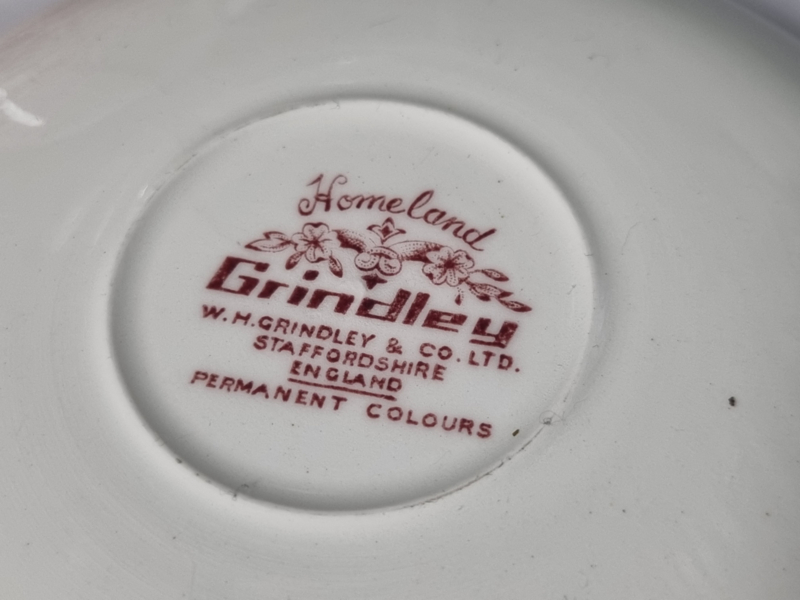 Homeland
Grindley
W.H.GRINDLEY & CO.LTD.
STAFFORDSHIRE
ENGLAND
PERMANENT COLOURS